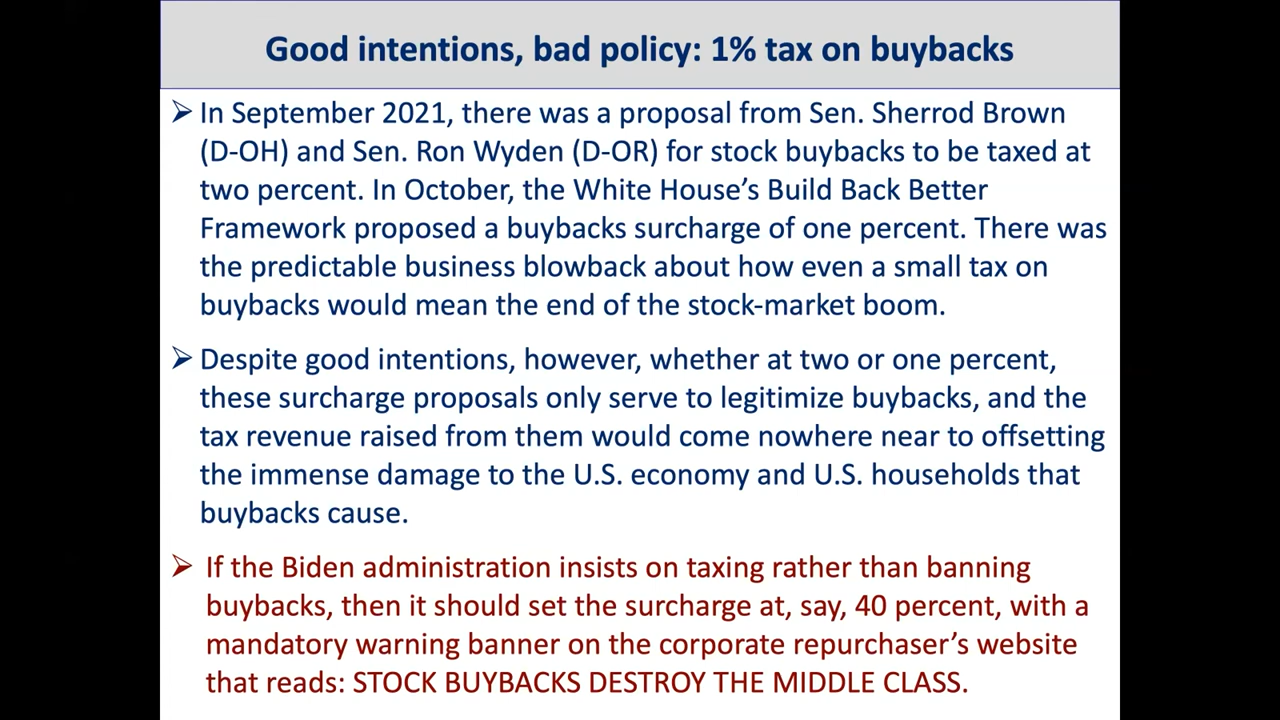 Good intentions, bad policy: 1% tax on buybacks
➢ In September 2021, there was a proposal from Sen. Sherrod Brown
(D-OH) and Sen. Ron Wyden (D-OR) for stock buybacks to be taxed at
two percent. In October, the White House’s Build Back Better
Framework proposed a buybacks surcharge of one percent. There was
the predictable business blowback about how even a small tax on
buybacks would mean the end of the stock-market boom.
➢ Despite good intentions, however, whether at two or one percent,
these surcharge proposals only serve to legitimize buybacks, and the
tax revenue raised from them would come nowhere near to offsetting
the immense damage to the U.S. economy and U.S. households that
buybacks cause.
➢ If the Biden administration insists on taxing rather than banning
buybacks, then it should set the surcharge at, say, 40 percent, with a
mandatory warning banner on the corporate repurchaser’s website
that reads: STOCK BUYBACKS DESTROY THE MIDDLE CLASS.